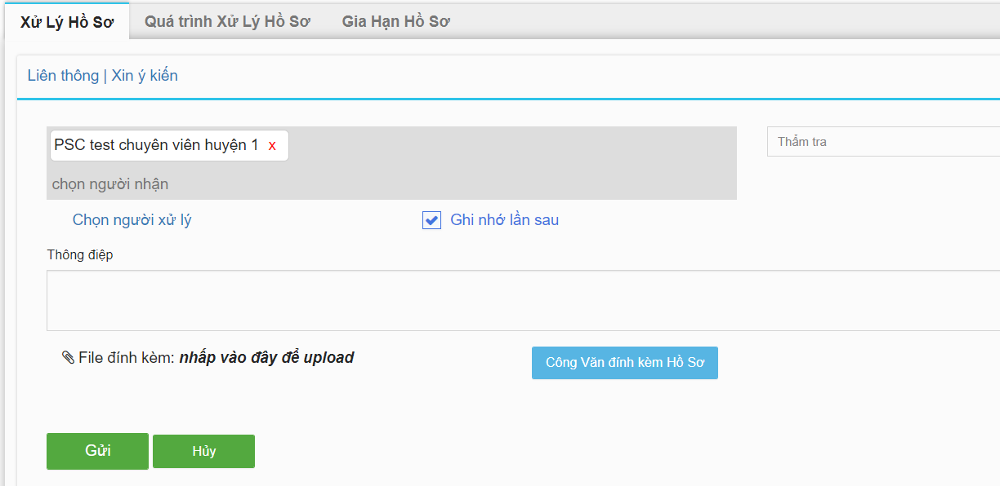 Xử Lý Hồ Sơ Quá trình Xử Lý Hồ Sơ Gia Hạn Hồ Sơ
Liên thông | Xin ý kiến
PSC test chuyên viên huyện 1 x
Thẩm tra
chọn người nhận
Chọn người xử lý Ghi nhớ lần sau
Thông điệp
File đính kèm: nhấp vào đây để upload
Công Văn đính kèm Hồ Sơ
Gửi Hủy